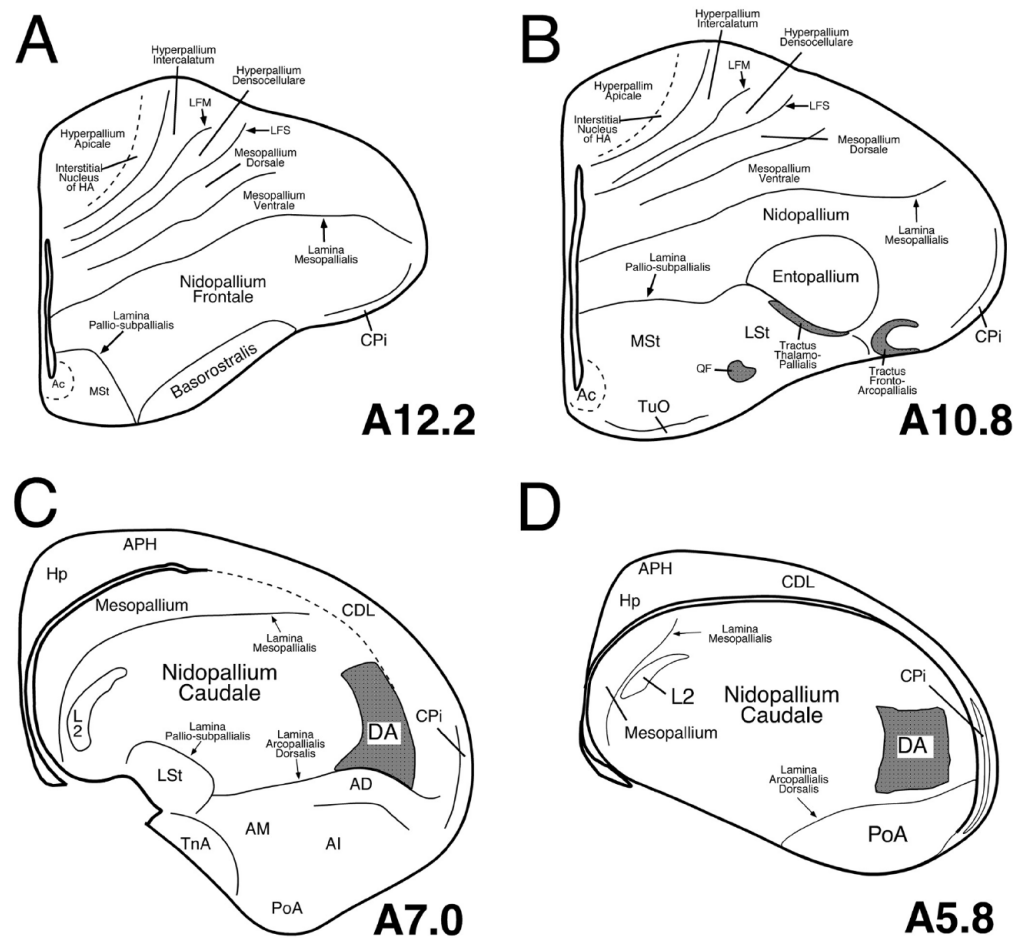 A
Hyperpallium
Intercalatum
Hyperpallium
Densocellulare
LFM
LFS
Hyperpallium
Apicale
Mesopallium
Dorsale
Interstitial
Nucleus
of HA
Mesopallium
Ventrale
Lamina
Mesopallialis
Nidopallium
Frontale
Lamina
Pallio-subpallialis
CPi
Basorostralis
Ac
MSt
A12.2
B
Hyperpallium
Intercalatum
Hyperpallium
Densocellulare
LFM
Hyperpallim
Apicale
LFS
Interstitial
Nucleus
of HA
Mesopallium
Dorsale
Mesopallium
Ventrale
Nidopallium
Lamina
Mesopallialis
Lamina
Pallio-subpallialis
Entopallium
MSt
LSt
CPi
Tractus
Thalamo-
Pallialis
QF
Tractus
Fronto-
Arcopallialis
Ac
TuO
A10.8
C
APH
Hp
Mesopallium
CDL
Lamina
Mesopallialis
Nidopallium
Caudale
L
2
CPi
DA
Lamina
Pallio-subpallialis
Lamina
Arcopallialis
Dorsalis
LSt
AD
AM
TnA
AI
PoA
A7.0
D
APH
CDL
Hp
Lamina
Mesopallialis
CPi
L2
Nidopallium
Caudale
Mesopallium
DA
Lamina
Arcopallialis
Dorsalis
PoA
A5.8